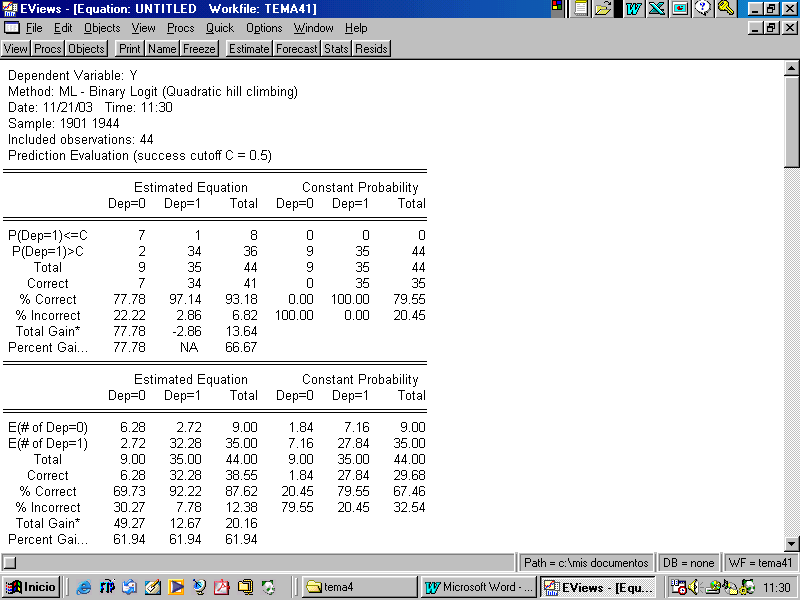 EViews - [Equation: UNTITLED   Workfile: TEMA41]
File Edit Objects View Procs Quick Options Window Help
View Procs Objects Print Name Freeze Estimate Forecast Stats Resids
Dependent Variable: Y
Method: ML - Binary Logit (Quadratic hill climbing)
Date: 11/21/03   Time: 11:30
Sample: 1901 1944
Included observations: 44
Prediction Evaluation (success cutoff C = 0.5)
Estimated Equation Constant Probability
Dep=0 Dep=1 Total Dep=0 Dep=1 Total
P(Dep=1)<=C 7 1 8 0 0 0
P(Dep=1)>C 2 34 36 9 35 44
Total 9 35 44 9 35 44
Correct 7 34 41 0 35 35
% Correct 77.78 97.14 93.18 0.00 100.00 79.55
% Incorrect 22.22 2.86 6.82 100.00 0.00 20.45
Total Gain* 77.78 -2.86 13.64
Percent Gai... 77.78 NA 66.67
Estimated Equation Constant Probability
Dep=0 Dep=1 Total Dep=0 Dep=1 Total
E(# of Dep=0) 6.28 2.72 9.00 1.84 7.16 9.00
E(# of Dep=1) 2.72 32.28 35.00 7.16 27.84 35.00
Total 9.00 35.00 44.00 9.00 35.00 44.00
Correct 6.28 32.28 38.55 1.84 27.84 29.68
% Correct 69.73 92.22 87.62 20.45 79.55 67.46
% Incorrect 30.27 7.78 12.38 79.55 20.45 32.54
Total Gain* 49.27 12.67 20.16
Percent Gai... 61.94 61.94 61.94
Path = c:\mis documentos DB = none WF = tema41
Inicio tema4 Microsoft Word - ... EViews - [Equ... 11:30